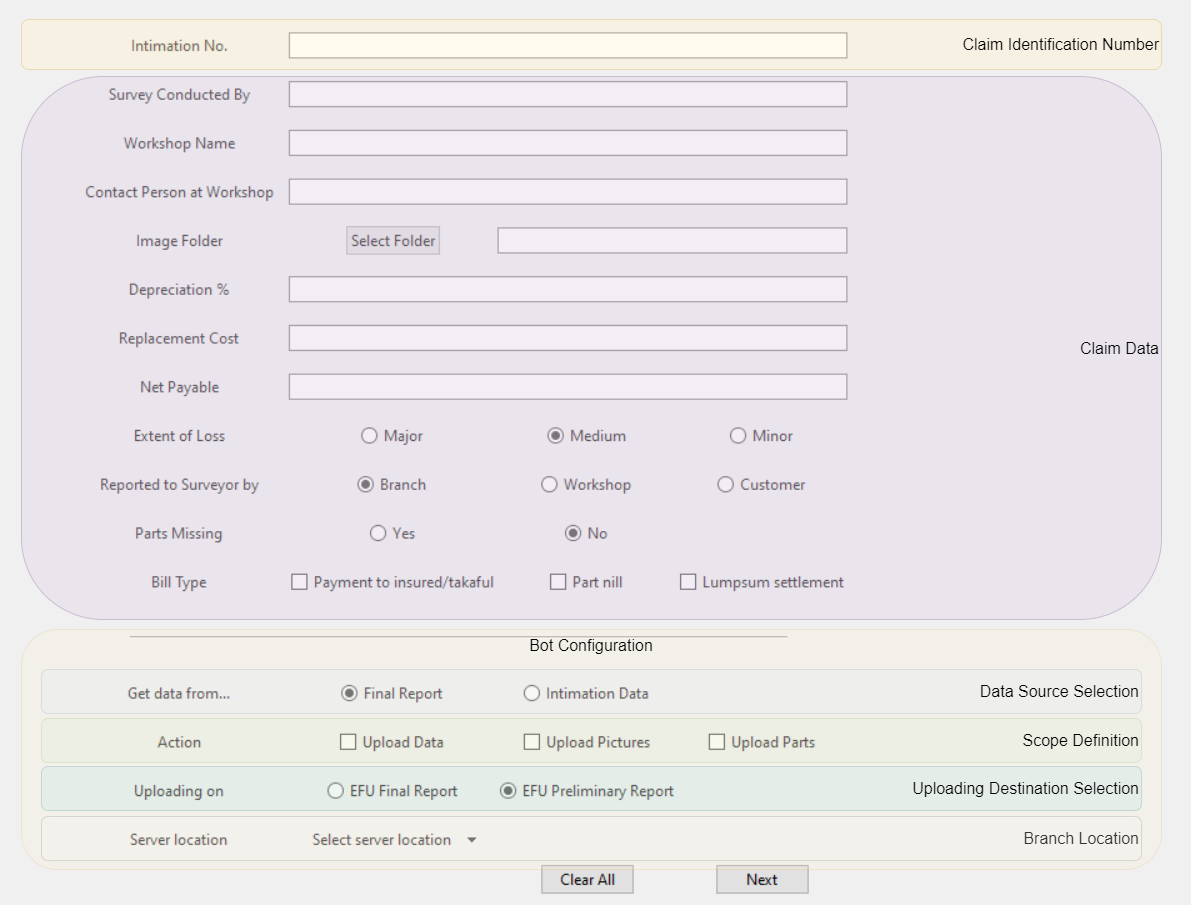 Intimation No. Claim Identification Number
Survey Conducted By
Workshop Name
Contact Person at Workshop
Image Folder Select Folder
Depreciation %
Replacement Cost
Claim Data
Net Payable
Extent of Loss Major Medium Minor
Reported to Surveyor by Branch Workshop Customer
Parts Missing Yes No
Bill Type Payment to insured/takaful Part nill Lumpsum settlement
Bot Configuration
Get data from... Final Report Intimation Data Data Source Selection
Action Upload Data Upload Pictures Upload Parts Scope Definition
Uploading on EFU Final Report EFU Preliminary Report Uploading Destination Selection
Server location Select server location Branch Location
Clear All Next